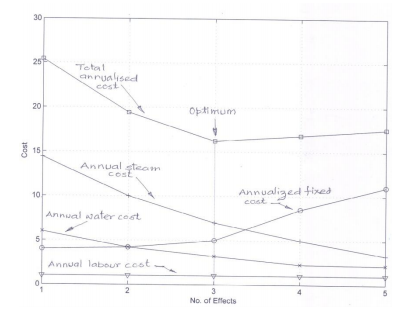 30
25
20
15
10
5
0
Cost
Total
annualised
cost
Optimum
Annual steam
cost
Annualized fixed
cost
Annual water cost
Annual labour cost
1
2
3
4
5
No. of Effects